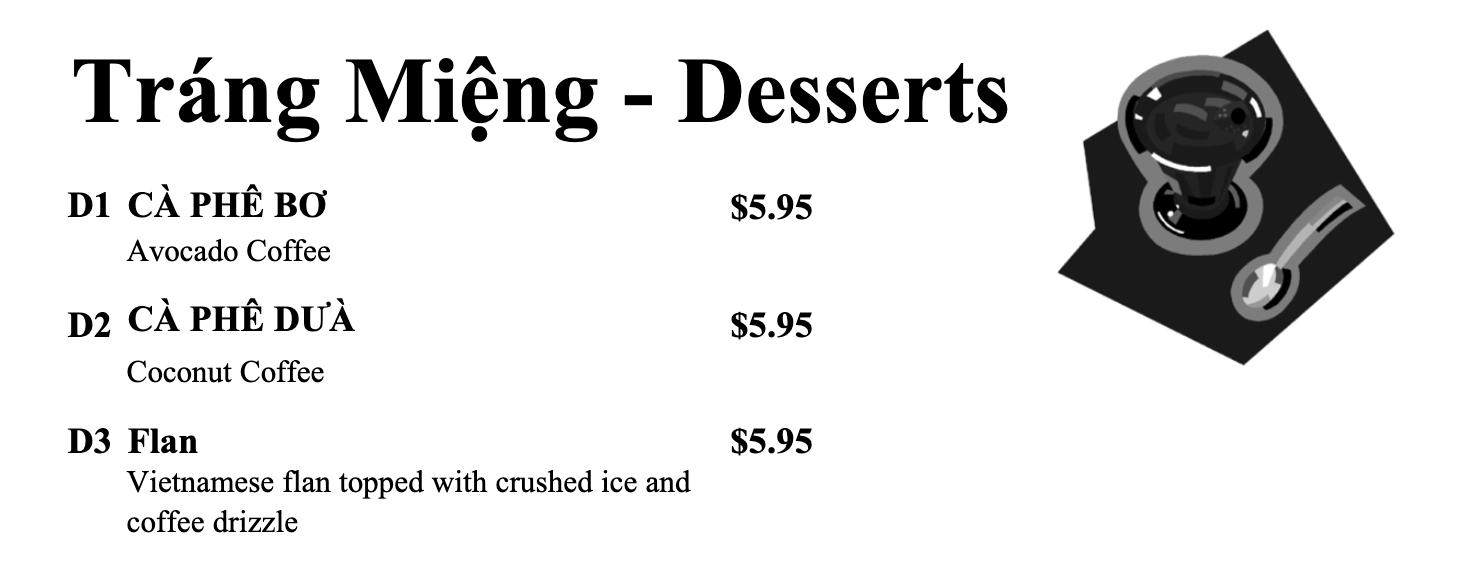 Tráng Miệng - Desserts
D1 CÀ PHÊ BƠ $5.95
Avocado Coffee
D2 CÀ PHÊ DƯÀ $5.95
Coconut Coffee
D3 Flan $5.95
Vietnamese flan topped with crushed ice and
coffee drizzle